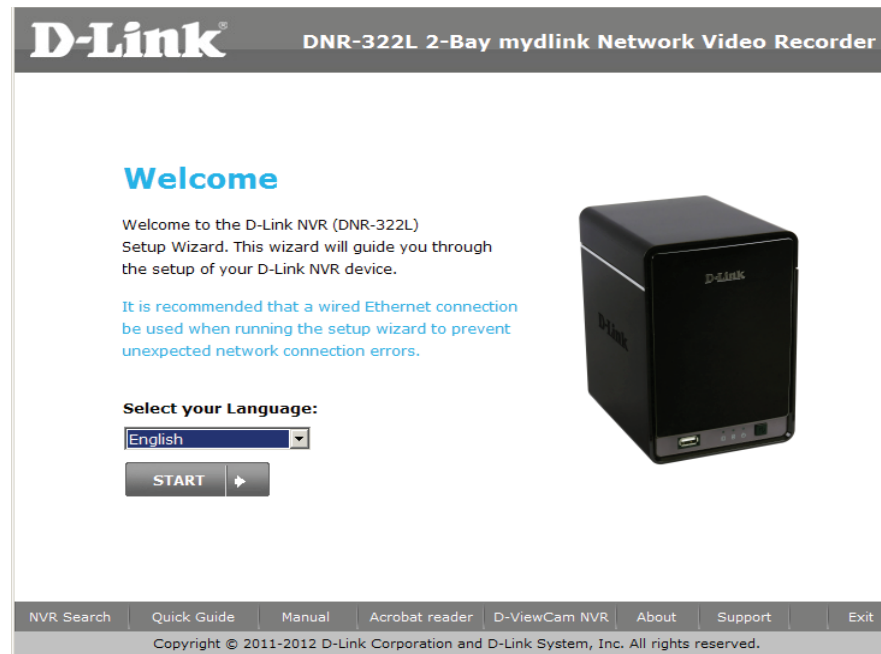 D-Link®
DNR-322L 2-Bay mydlink Network Video Recorder
Welcome
Welcome to the D-Link NVR (DNR-322L)
Setup Wizard. This wizard will guide you through
the setup of your D-Link NVR device.
It is recommended that a wired Ethernet connection
be used when running the setup wizard to prevent
unexpected network connection errors.
D-Link
D-Link
Select your Language:
English
START
NVR Search Quick Guide Manual Acrobat reader D-ViewCam NVR About Support Exit
Copyright © 2011-2012 D-Link Corporation and D-Link System, Inc. All rights reserved.